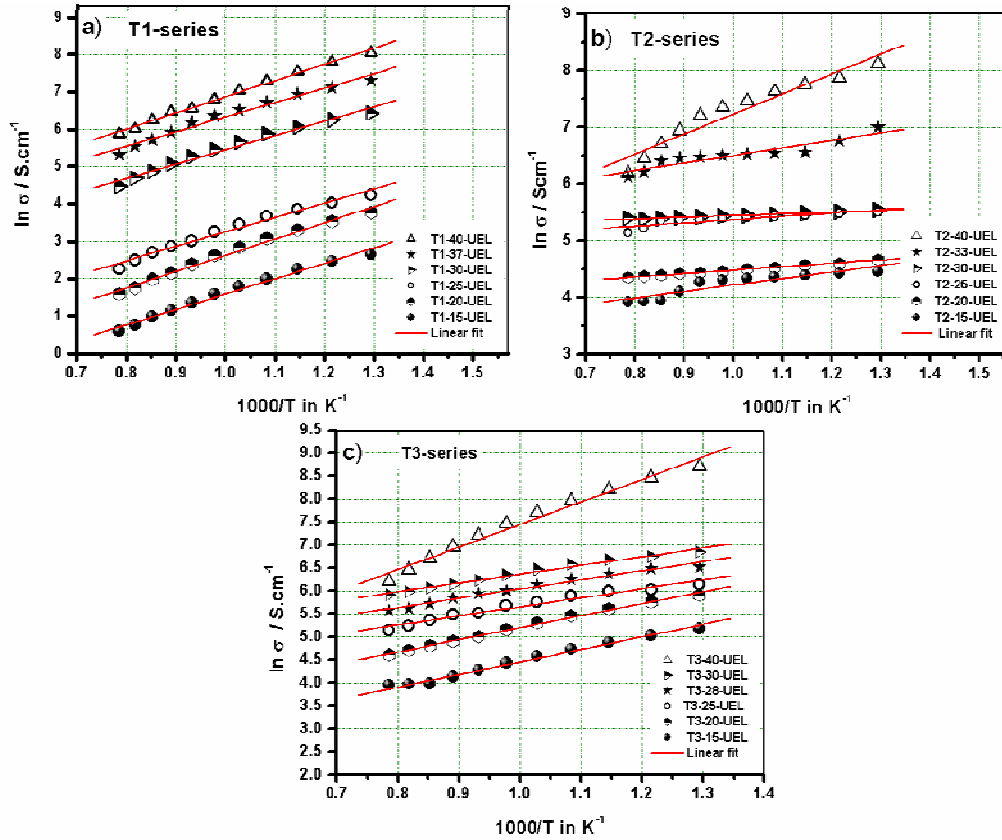 a) T1-series
ln σ / S.cm⁻¹
10
9
8
7
6
5
4
3
2
1
0
T1-40-UEL
T1-37-UEL
T1-30-UEL
T1-25-UEL
T1-20-UEL
T1-15-UEL
Linear fit
0.7 0.8 0.9 1.0 1.1 1.2 1.3 1.4 1.5
1000/T in K⁻¹
b) T2-series
ln σ / Scm⁻¹
9
8
7
6
5
4
3
T2-40-UEL
T2-33-UEL
T2-30-UEL
T2-26-UEL
T2-20-UEL
T2-15-UEL
Linear fit
0.7 0.8 0.9 1.0 1.1 1.2 1.3 1.4 1.5
1000/T in K⁻¹
c) T3-series
ln σ / S.cm⁻¹
9.5
9.0
8.5
8.0
7.5
7.0
6.5
6.0
5.5
5.0
4.5
4.0
3.5
3.0
2.5
2.0
T3-40-UEL
T3-30-UEL
T3-28-UEL
T3-25-UEL
T3-20-UEL
T3-15-UEL
Linear fit
0.7 0.8 0.9 1.0 1.1 1.2 1.3 1.4
1000/T in K⁻¹